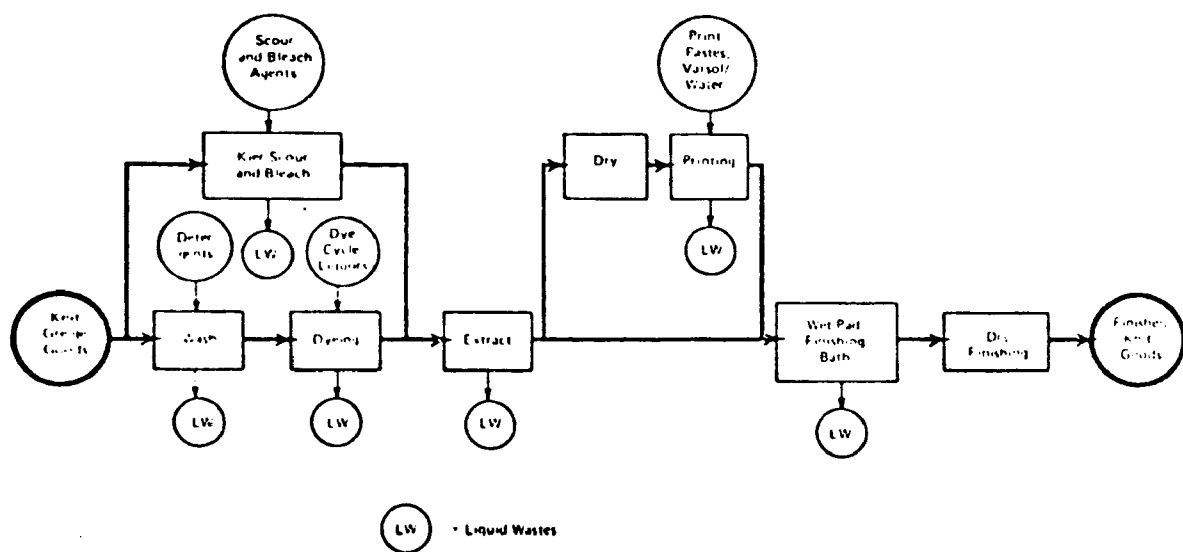 Scour
and Bleach
Agents
Print
Pastes,
Varsol/
Water
Kier Scour
and Bleach
Dry
Printing
Deter
gents
LW
Dye
Cycle
LW
Knit
Greige
Goods
Wash
Dyeing
Extract
Wet Pad
Finishing
Bath
Dry
Finishing
Finished
Knit
Goods
LW
LW
LW
LW
LW = Liquid Wastes